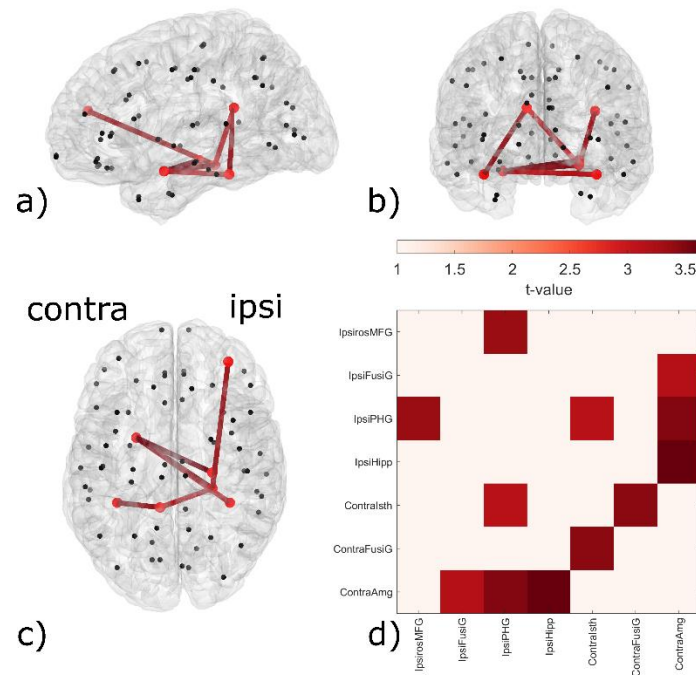 a)
b)
1 1.5 2 2.5 3 3.5
t-value
contra ipsi
c)
IpsirosMFG
IpsiFusiG
IpsiPHG
IpsiHipp
ContraIsth
ContraFusiG
ContraAmg
d)
IpsirosMFG
IpsiFusiG
IpsiPHG
IpsiHipp
ContraIsth
ContraFusiG
ContraAmg